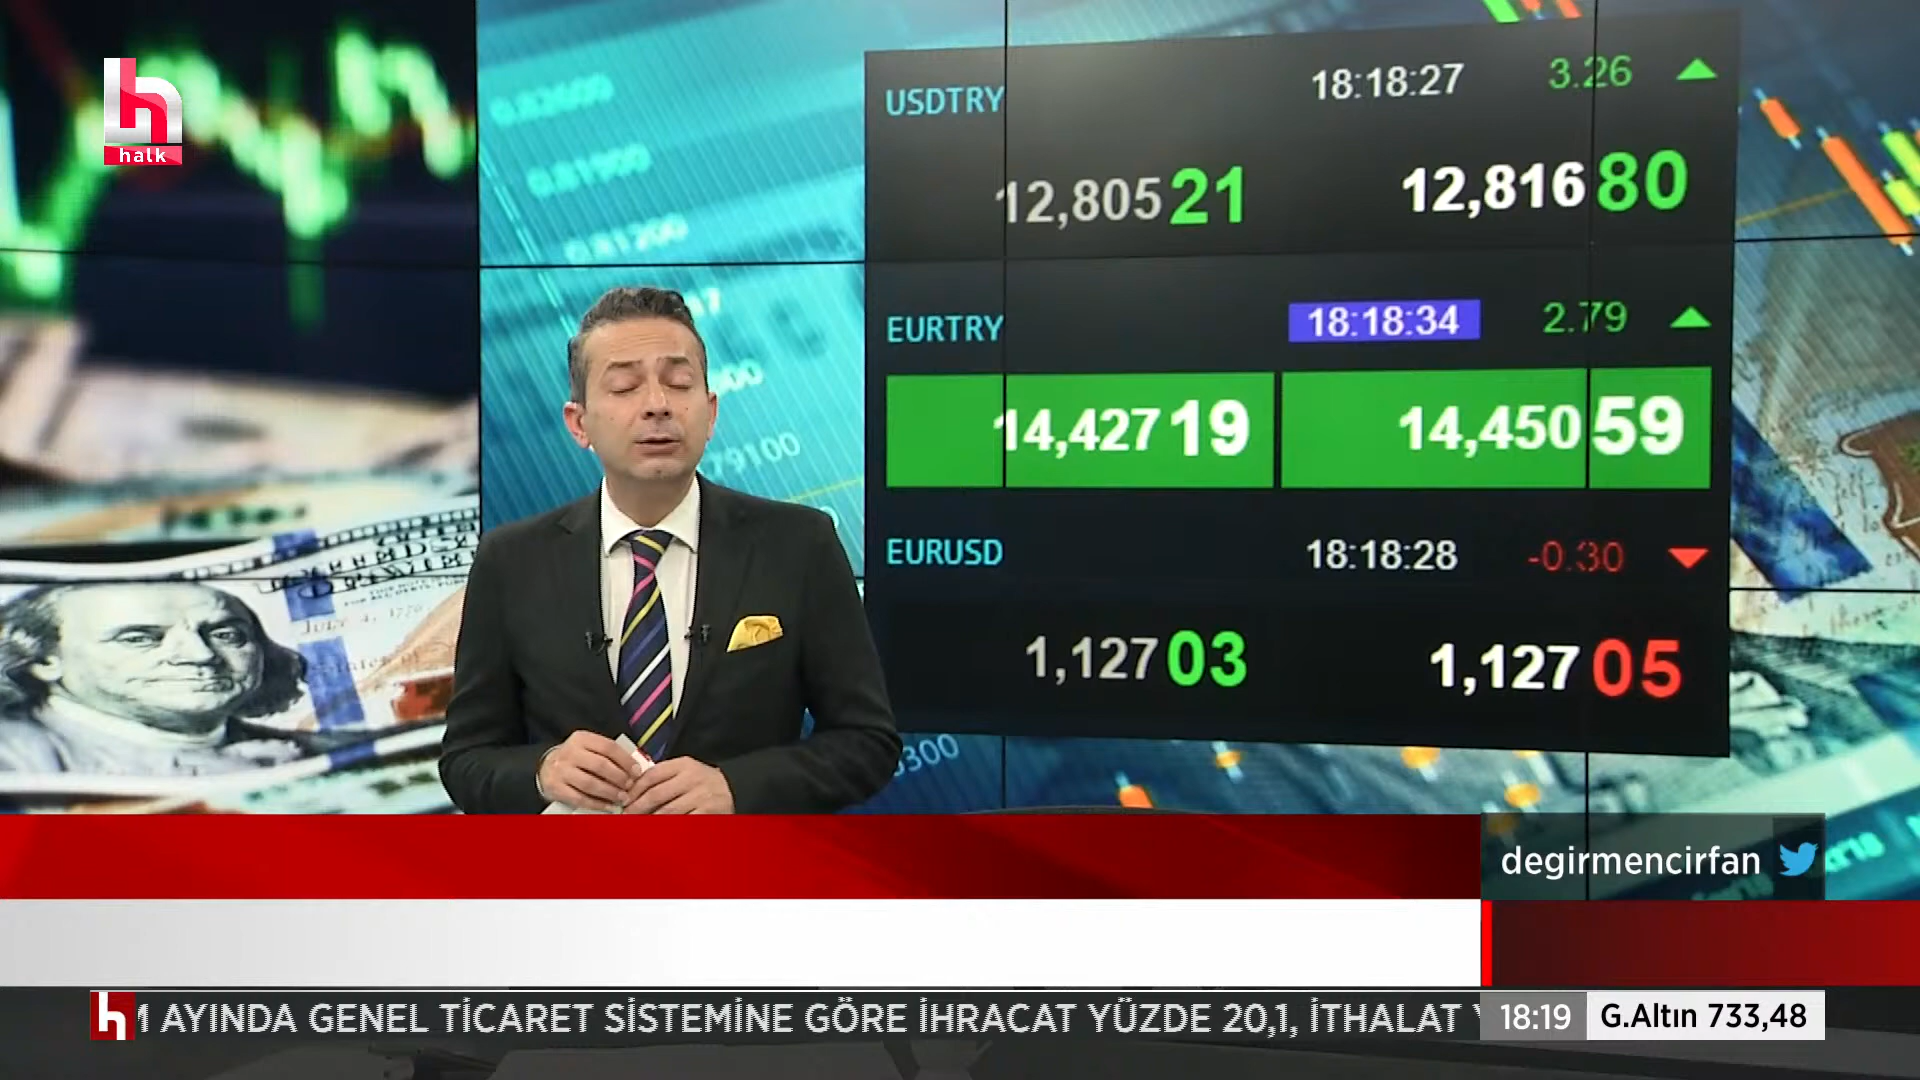 halk
USDTRY 18:18:27 3.26
12,805 21 12,816 80
EURTRY 18:18:34 2.79
14,427 19 14,450 59
EURUSD 18:18:28 -0.30
1,127 03 1,127 05
degirmencirfan
AYINDA GENEL TİCARET SİSTEMİNE GÖRE İHRACAT YÜZDE 20,1, İTHALAT
18:19 G.Altın 733,48